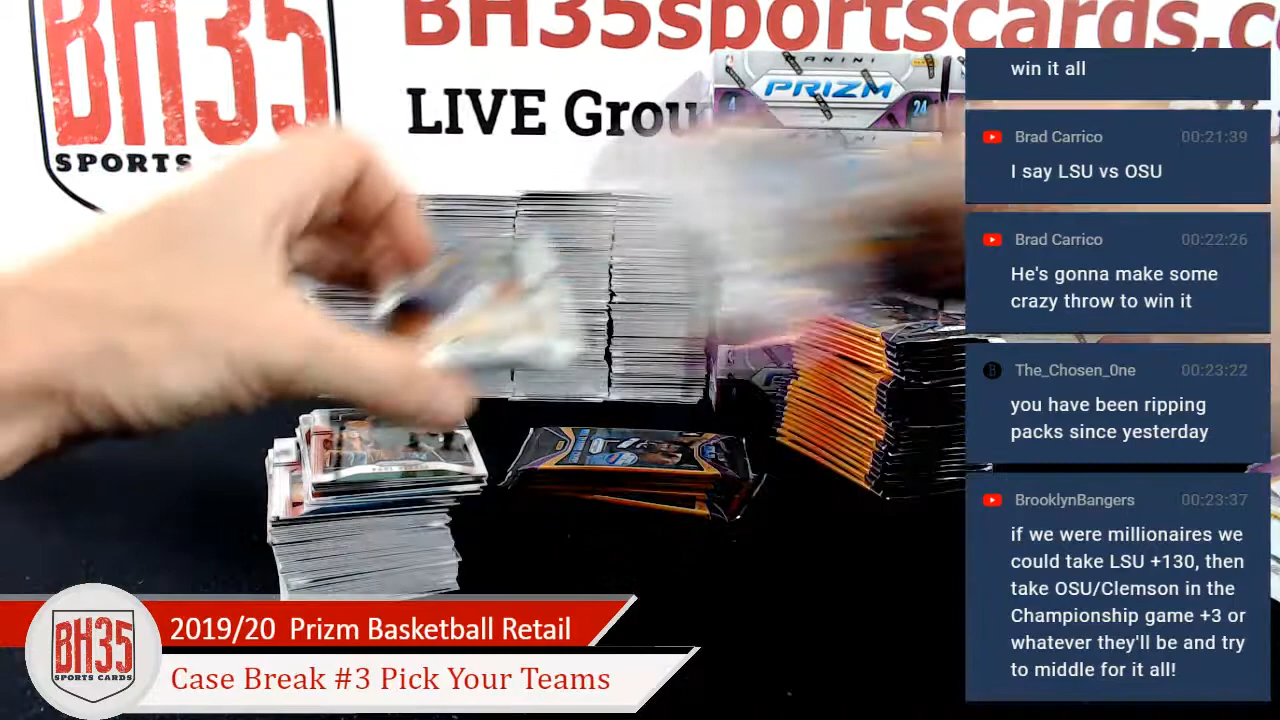 BH35sportscards.c
BH35
SPORTS
LIVE Grou
PANINI
PRIZM
4
24
win it all
Brad Carrico 00:21:39
I say LSU vs OSU
Brad Carrico 00:22:26
He's gonna make some
crazy throw to win it
The_Chosen_0ne 00:23:22
you have been ripping
packs since yesterday
BrooklynBangers 00:23:37
if we were millionaires we
could take LSU +130, then
take OSU/Clemson in the
Championship game +3 or
whatever they'll be and try
to middle for it all!
BH35
SPORTS CARDS
2019/20 Prizm Basketball Retail
Case Break #3 Pick Your Teams